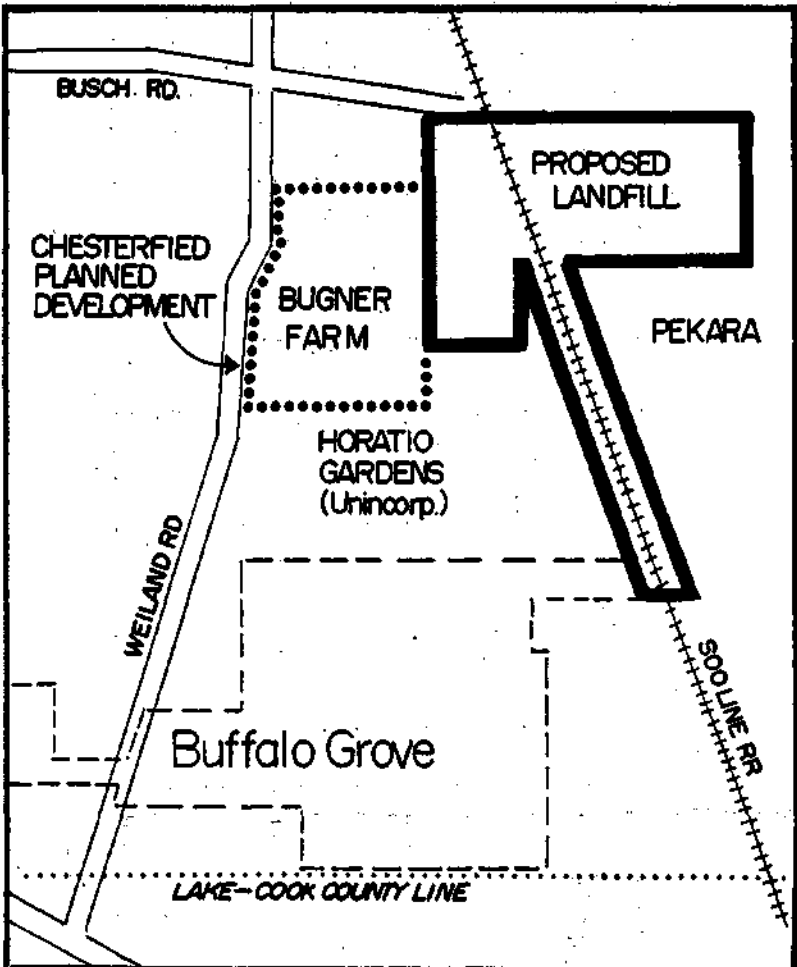 BUSCH. RD.
PROPOSED
LANDFILL
CHESTERFIED
PLANNED
DEVELOPMENT
BUGNER
FARM
PEKARA
HORATIO
GARDENS
(Unincorp.)
WEILAND RD
SOO LINE RR
Buffalo Grove
LAKE-COOK COUNTY LINE